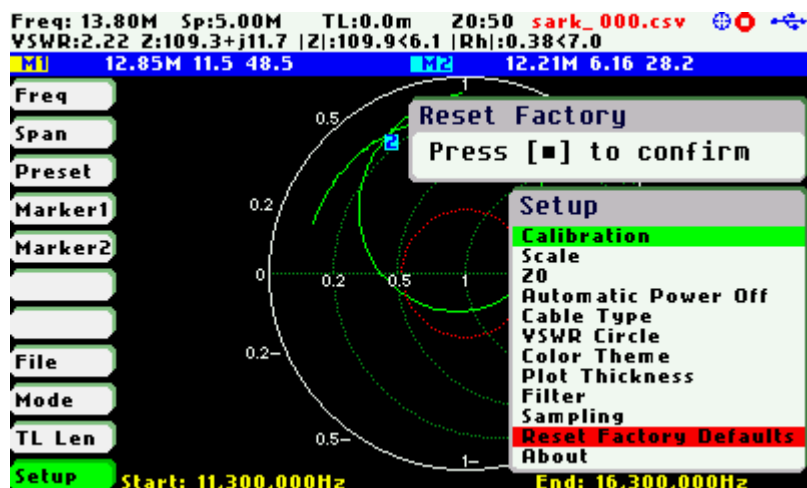 Freq: 13.80M Sp:5.00M TL:0.0m 20:50 sark_000.csv
VSWR:2.22 Z:109.3+j11.7 |Z|:109.9<6.1 |Rh|:0.38<7.0
M1 12.85M 11.5 48.5 M2 12.21M 6.16 28.2
Freq
Span
Preset
Marker1
Marker2
File
Mode
TL Len
Setup
1
0.5
2
0.2
0
0.2
0.5
1
0.2
0.5
1
Reset Factory
Press [■] to confirm
Setup
Calibration
Scale
Z0
Automatic Power Off
Cable Type
VSWR Circle
Color Theme
Plot Thickness
Filter
Sampling
Reset Factory Defaults
About
Start: 11,300,000Hz End: 16,300,000Hz